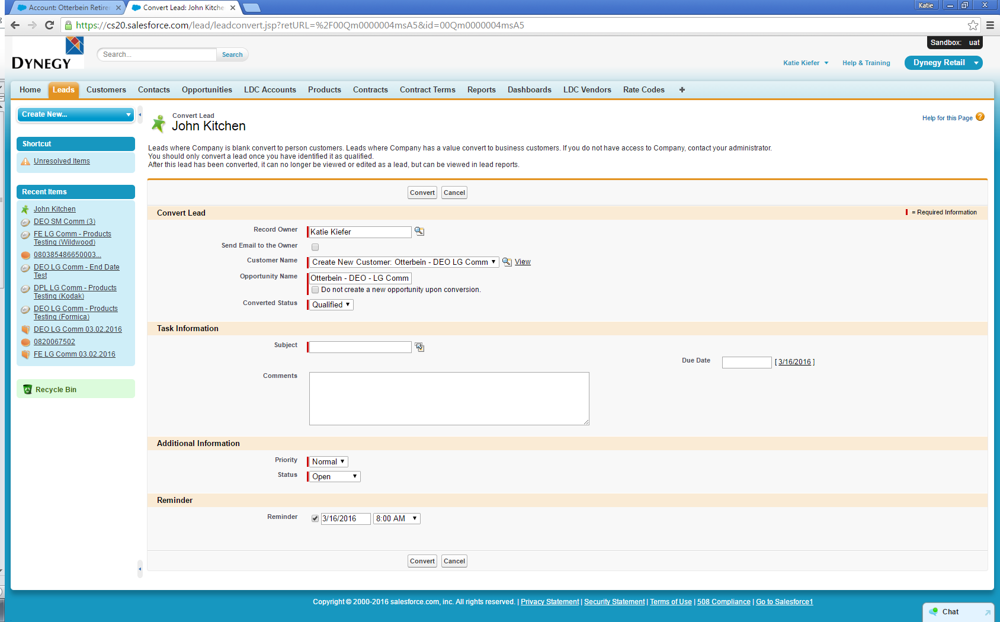 Account: Otterbein Retire
Convert Lead: John Kitche
Katie
https://cs20.salesforce.com/lead/leadconvert.jsp?retURL=%2F00Qm0000004msA5&id=00Qm0000004msA5
Sandbox: uat
DYNEGY
Search...
Search
Katie Kiefer
Help & Training
Dynegy Retail
Home
Leads
Customers
Contacts
Opportunities
LDC Accounts
Products
Contracts
Contract Terms
Reports
Dashboards
LDC Vendors
Rate Codes
+
Create New...
Shortcut
Unresolved Items
Recent Items
John Kitchen
DEO SM Comm (3)
FE LG Comm - Products
Testing (Wildwood)
080385486650003...
DEO LG Comm - End Date
Test
DPL LG Comm - Products
Testing (Kodak)
DEO LG Comm - Products
Testing (Formica)
DEO LG Comm 03.02.2016
0820067502
FE LG Comm 03.02.2016
Recycle Bin
Convert Lead
John Kitchen
Help for this Page ?
Leads where Company is blank convert to person customers. Leads where Company has a value convert to business customers. If you do not have access to Company, contact your administrator.
You should only convert a lead once you have identified it as qualified.
After this lead has been converted, it can no longer be viewed or edited as a lead, but can be viewed in lead reports.
Convert
Cancel
Convert Lead
= Required Information
Record Owner
Katie Kiefer
Send Email to the Owner
Customer Name
Create New Customer: Otterbein - DEO LG Comm
View
Opportunity Name
Otterbein - DEO - LG Comm
Do not create a new opportunity upon conversion.
Converted Status
Qualified
Task Information
Subject
Due Date
[ 3/16/2016 ]
Comments
Additional Information
Priority
Normal
Status
Open
Reminder
Reminder
3/16/2016
8:00 AM
Convert
Cancel
Copyright © 2000-2016 salesforce.com, inc. All rights reserved. | Privacy Statement | Security Statement | Terms of Use | 508 Compliance | Go to Salesforce1
Chat